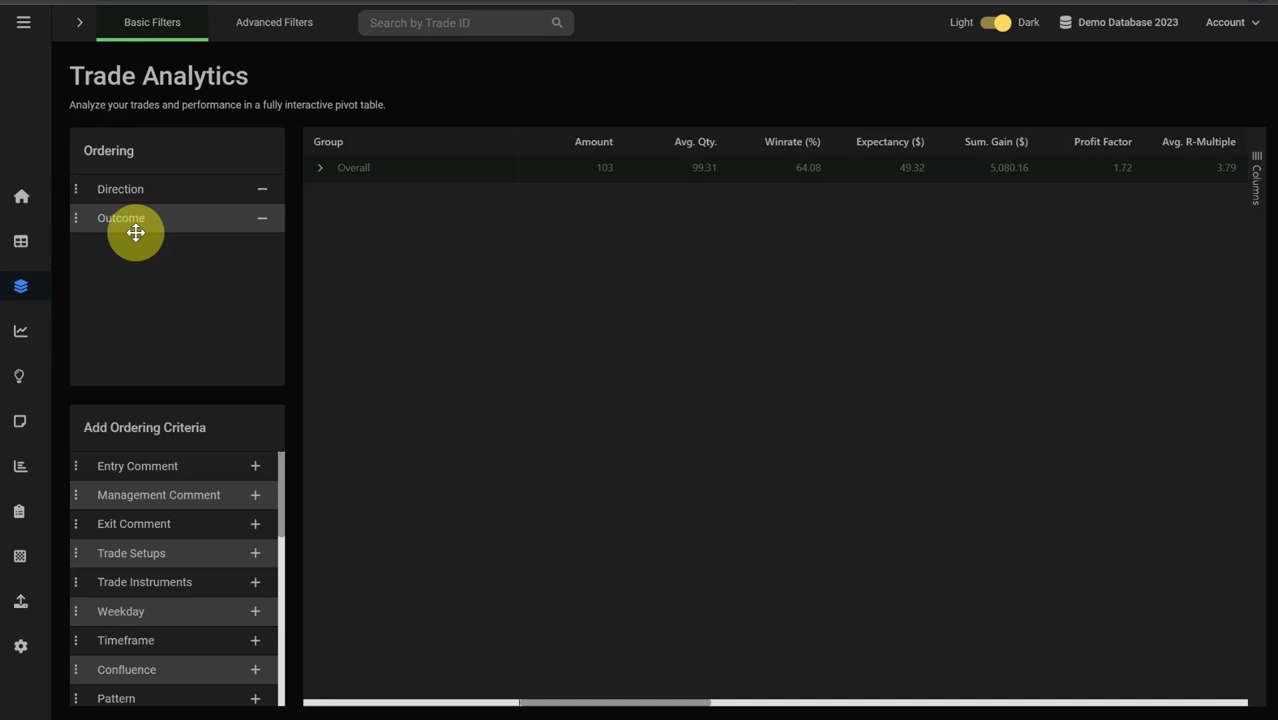 Basic Filters
Advanced Filters
Search by Trade ID
Light
Dark
Demo Database 2023
Account
Trade Analytics
Analyze your trades and performance in a fully interactive pivot table.
Ordering
Direction
Outcome
Add Ordering Criteria
Entry Comment
Management Comment
Exit Comment
Trade Setups
Trade Instruments
Weekday
Timeframe
Confluence
Pattern
Group Amount Avg. Qty. Winrate (%) Expectancy ($) Sum. Gain ($) Profit Factor Avg. R-Multiple
Overall 103 99.31 64.08 49.32 5,080.16 1.72 3.79
Columns